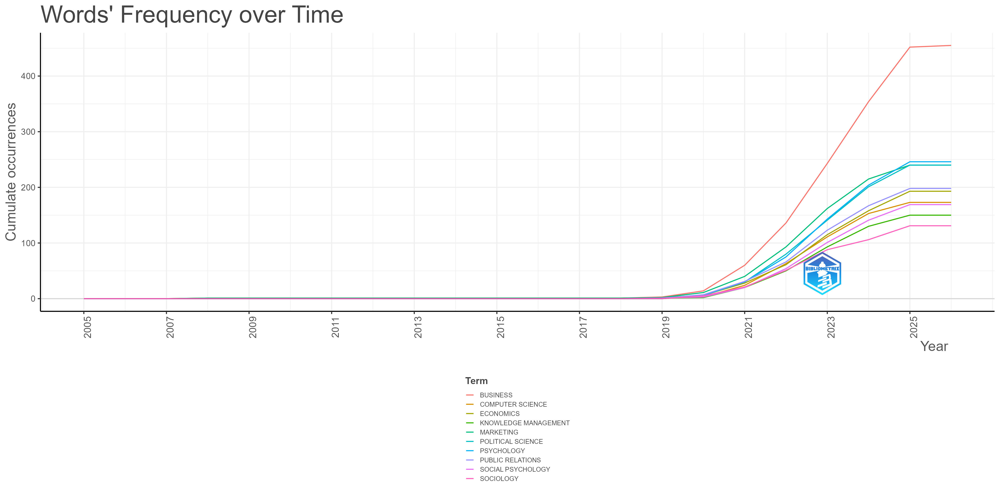 Words' Frequency over Time
Cumulate occurrences
400
300
200
100
0
2005
2007
2009
2011
2013
2015
2017
2019
2021
2023
2025
Year
BIBLIOMETRIX
Term
BUSINESS
COMPUTER SCIENCE
ECONOMICS
KNOWLEDGE MANAGEMENT
MARKETING
POLITICAL SCIENCE
PSYCHOLOGY
PUBLIC RELATIONS
SOCIAL PSYCHOLOGY
SOCIOLOGY